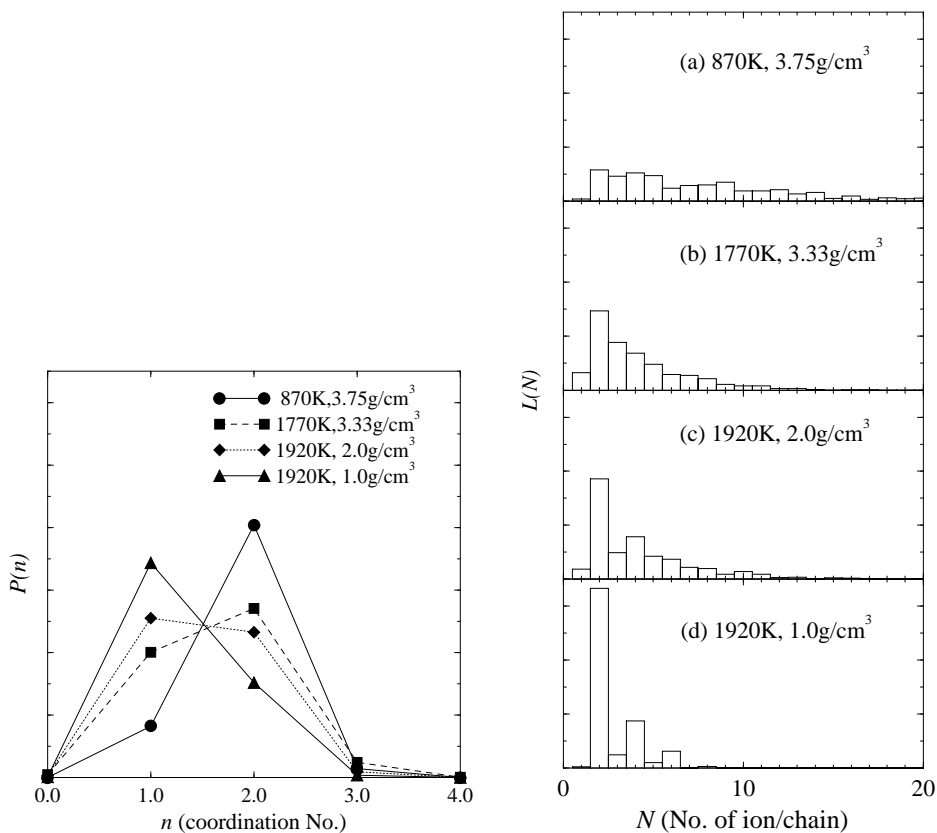 870K,3.75g/cm³
1770K,3.33g/cm³
1920K, 2.0g/cm³
1920K, 1.0g/cm³
P(n)
0.0 1.0 2.0 3.0 4.0
n (coordination No.)
(a) 870K, 3.75g/cm³
(b) 1770K, 3.33g/cm³
(c) 1920K, 2.0g/cm³
(d) 1920K, 1.0g/cm³
L(N)
0 10 20
N (No. of ion/chain)